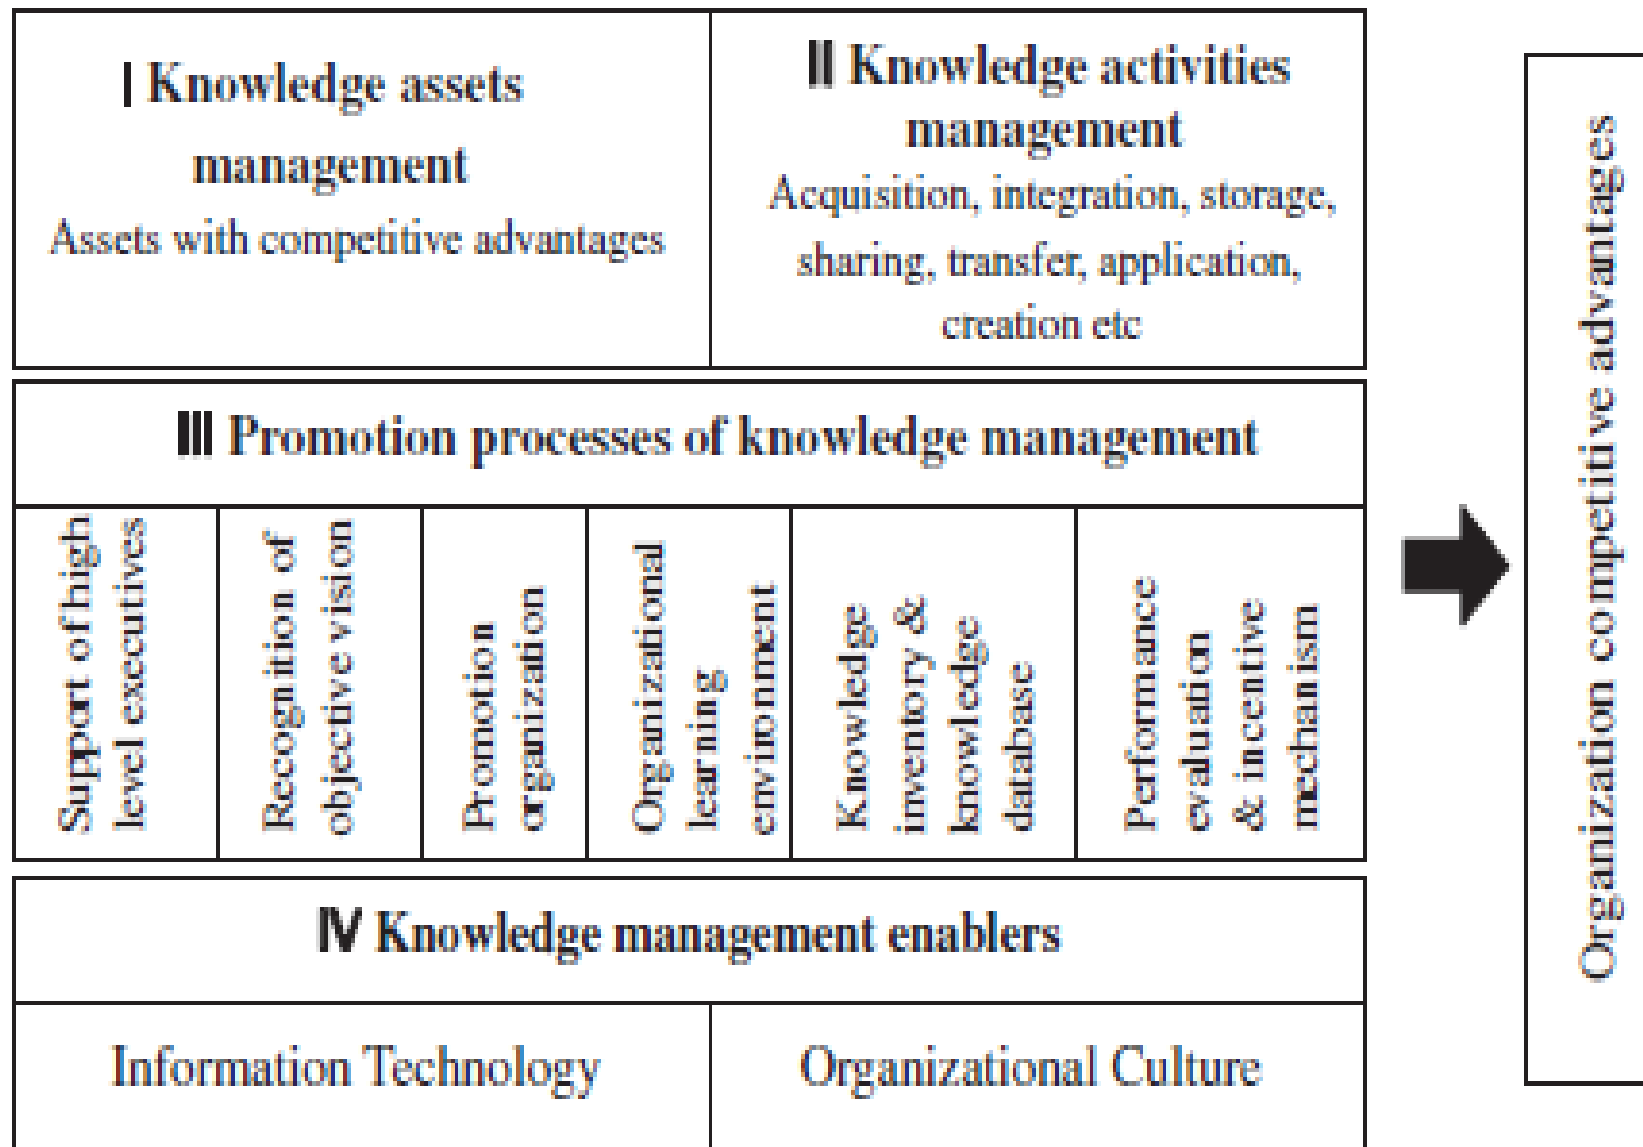 I Knowledge assets
management
Assets with competitive advantages
II Knowledge activities
management
Acquisition, integration, storage,
sharing, transfer, application,
creation etc
III Promotion processes of knowledge management
Support of high
level executives
Recognition of
objective vision
Promotion
organization
Organizational
learning
environment
Knowledge
inventory &
knowledge
database
Performance
evaluation
& incentive
mechanism
IV Knowledge management enablers
Information Technology
Organizational Culture
Organization competitive advantages